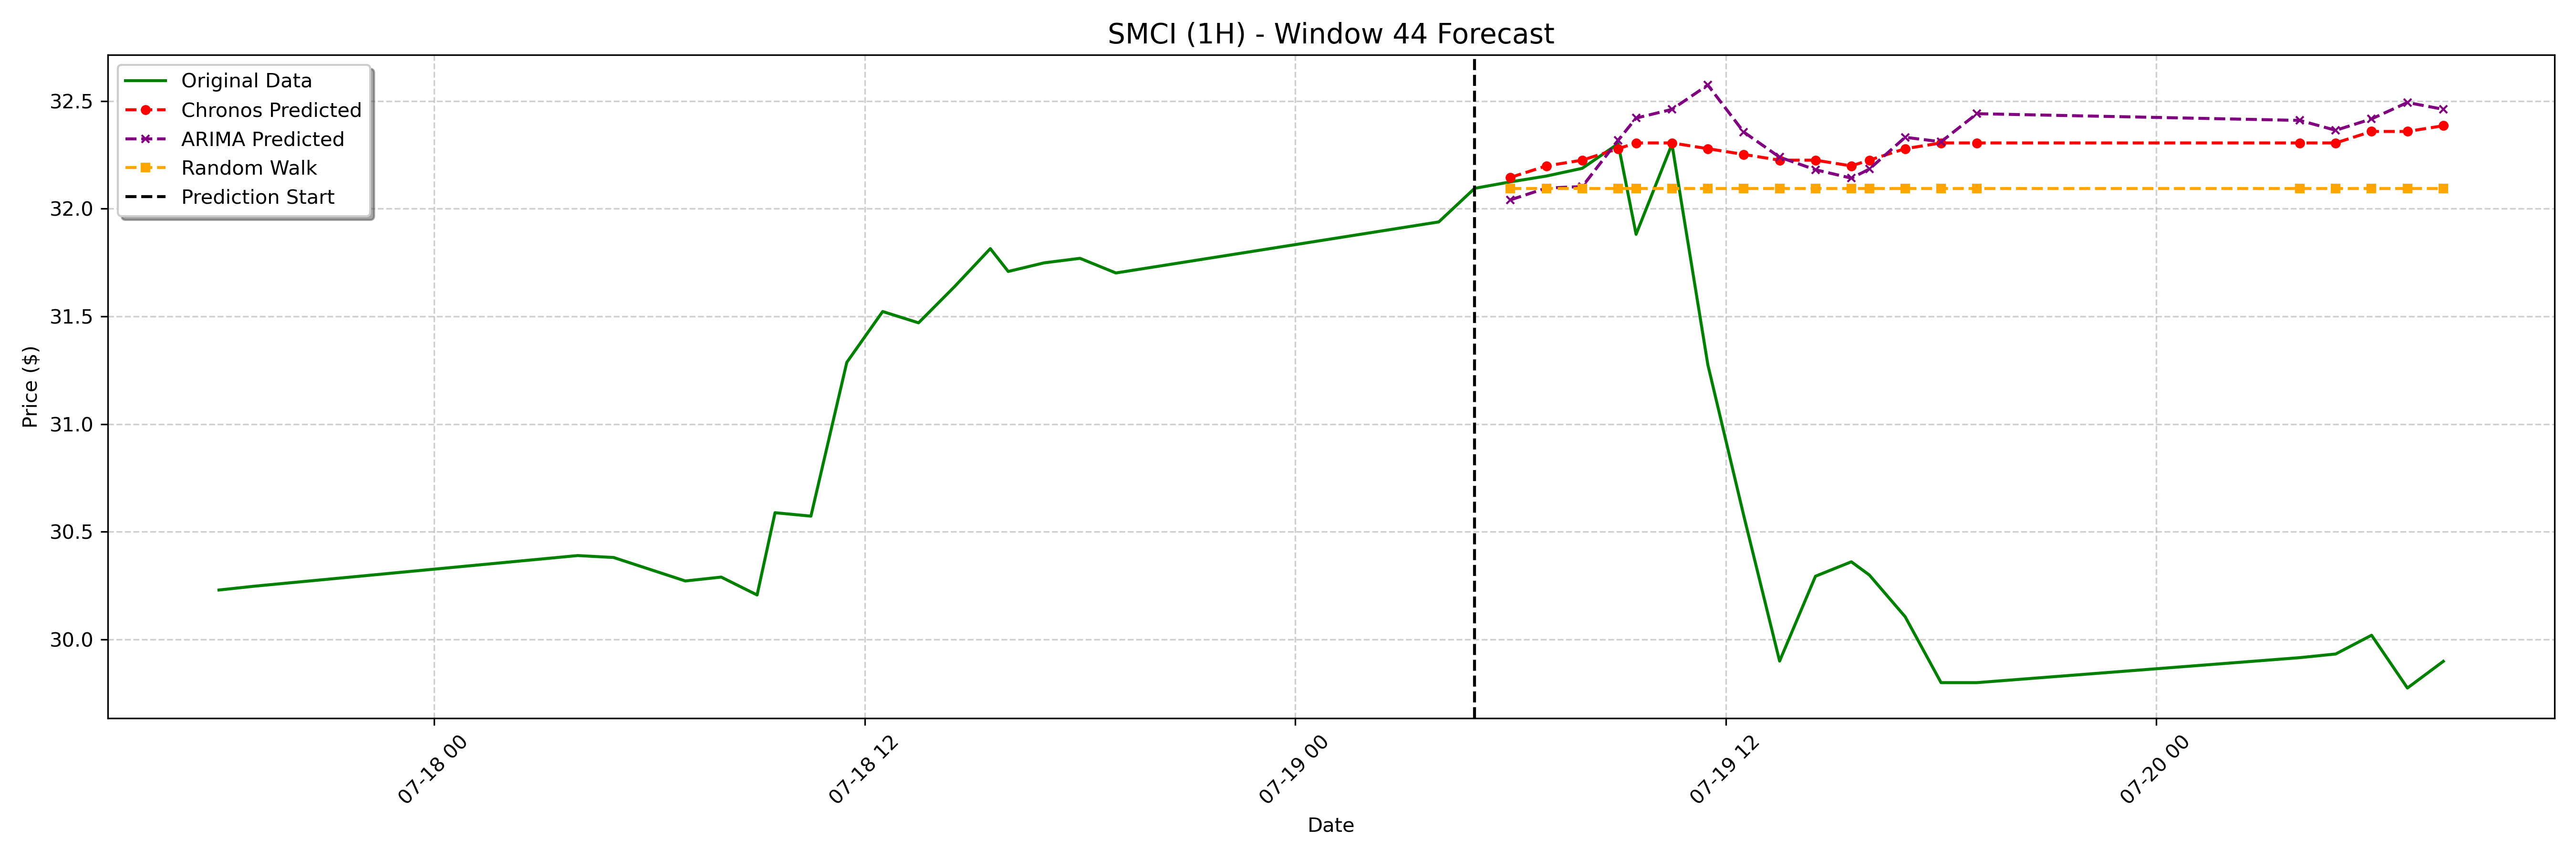 SMCI (1H) - Window 44 Forecast
Original Data
Chronos Predicted
ARIMA Predicted
Random Walk
Prediction Start
Price ($)
32.5
32.0
31.5
31.0
30.5
30.0
07-18 00
07-18 12
07-19 00
07-19 12
07-20 00
Date